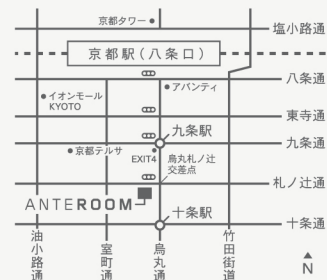 京都タワー
塩小路通
京都駅(八条口)
八条通
アバンティ
イオンモール
KYOTO
東寺通
九条駅
九条通
京都テルサ
EXIT4
烏丸札ノ辻
交差点
札ノ辻通
ANTEROOM
十条駅
十条通
油小路通
室町通
烏丸通
竹田街道
N